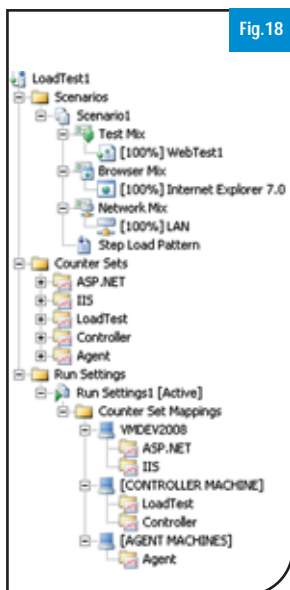 Fig.18
LoadTest1
Scenarios
Scenario1
Test Mix
[100%] WebTest1
Browser Mix
[100%] Internet Explorer 7.0
Network Mix
[100%] LAN
Step Load Pattern
Counter Sets
ASP.NET
IIS
LoadTest
Controller
Agent
Run Settings
Run Settings1 [Active]
Counter Set Mappings
VMDEV2008
ASP.NET
IIS
[CONTROLLER MACHINE]
LoadTest
Controller
[AGENT MACHINES]
Agent